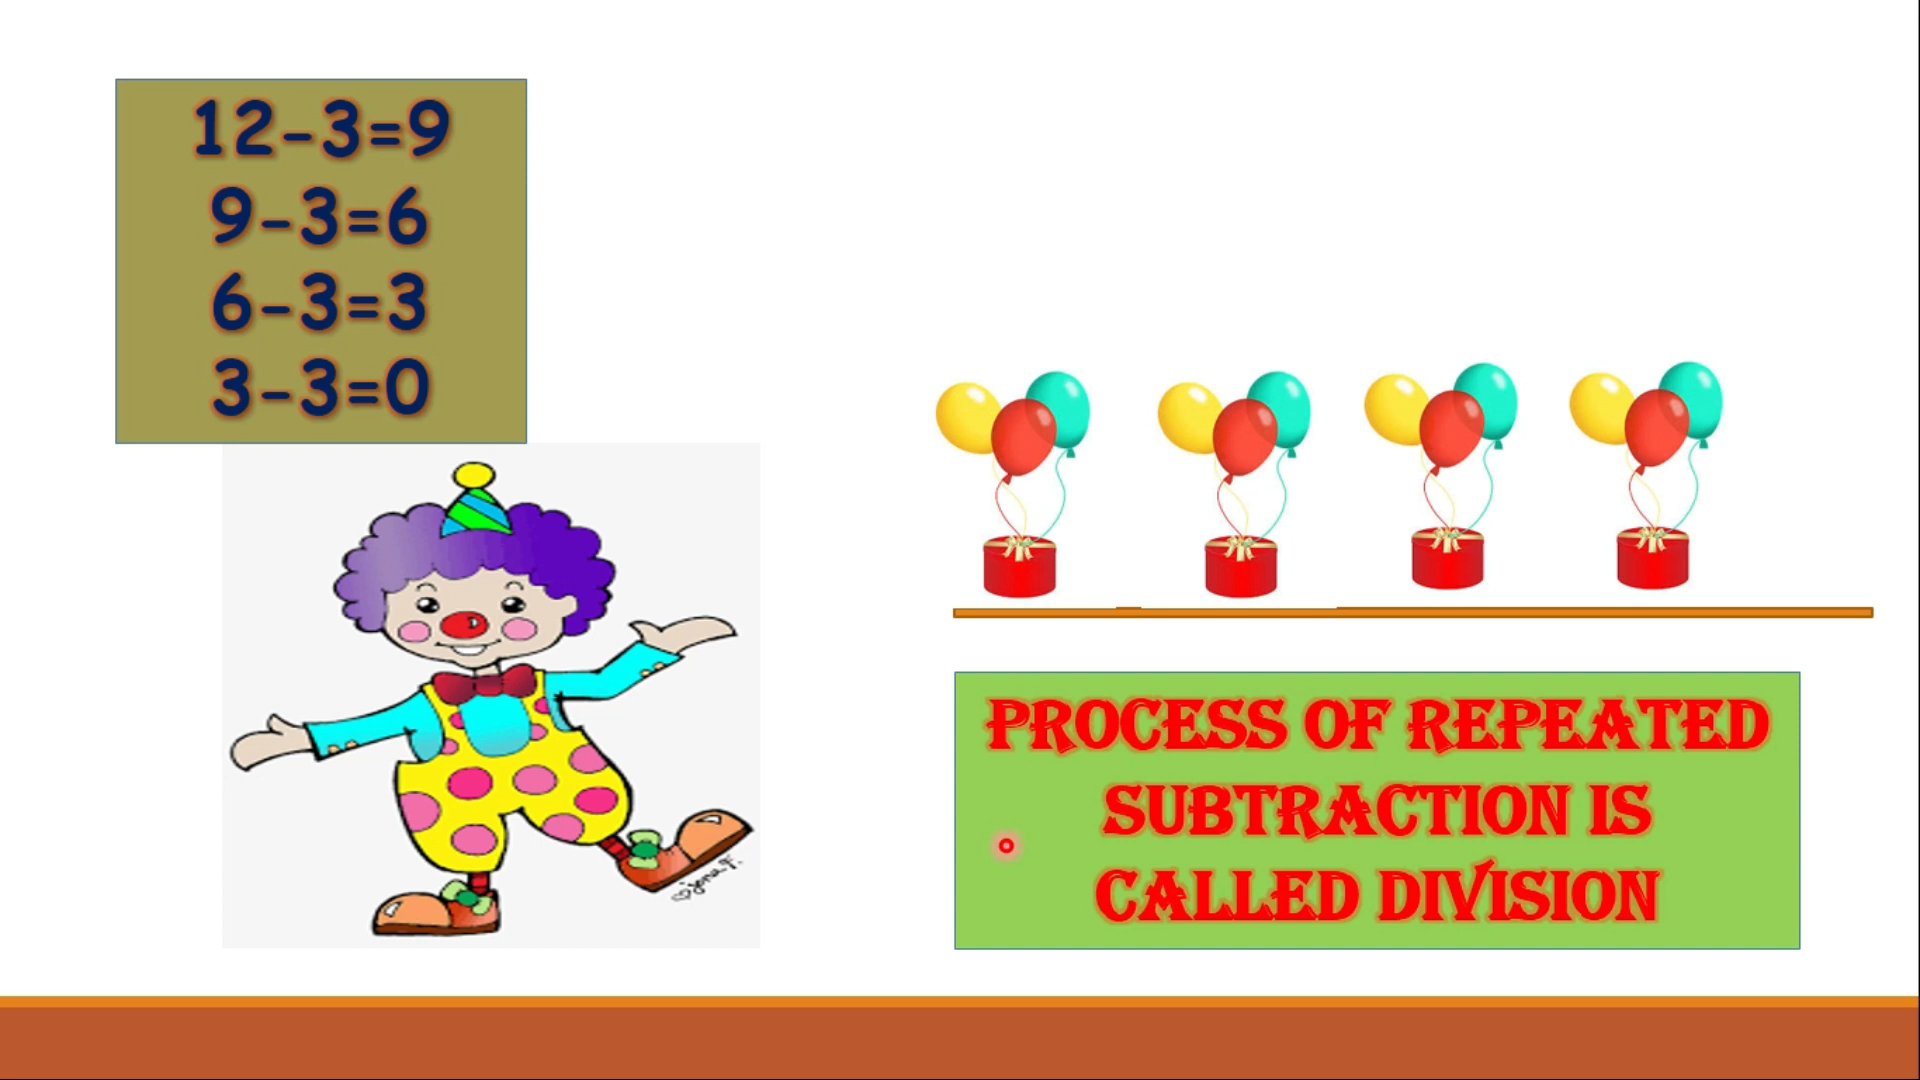 12-3=9
9-3=6
6-3=3
3-3=0
PROCESS OF REPEATED
SUBTRACTION IS
CALLED DIVISION